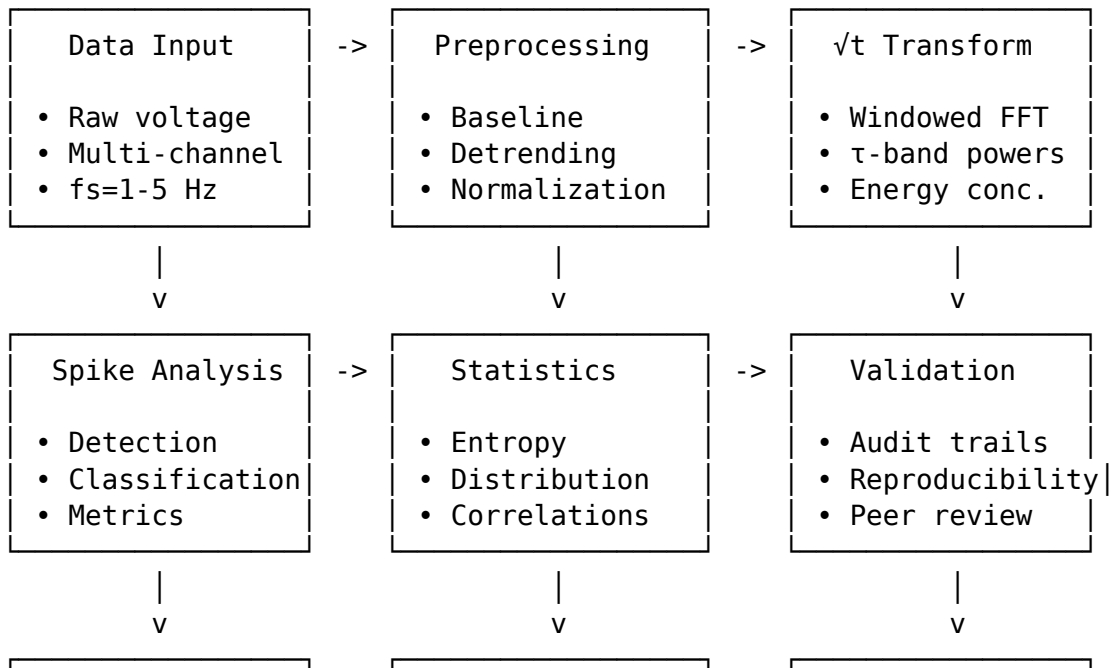 Data Input -> Preprocessing -> √t Transform
• Raw voltage • Baseline • Windowed FFT
• Multi-channel • Detrending • τ-band powers
• fs=1-5 Hz • Normalization • Energy conc.
v v v
Spike Analysis -> Statistics -> Validation
• Detection • Entropy • Audit trails
• Classification • Distribution • Reproducibility
• Metrics • Correlations • Peer review
v v v